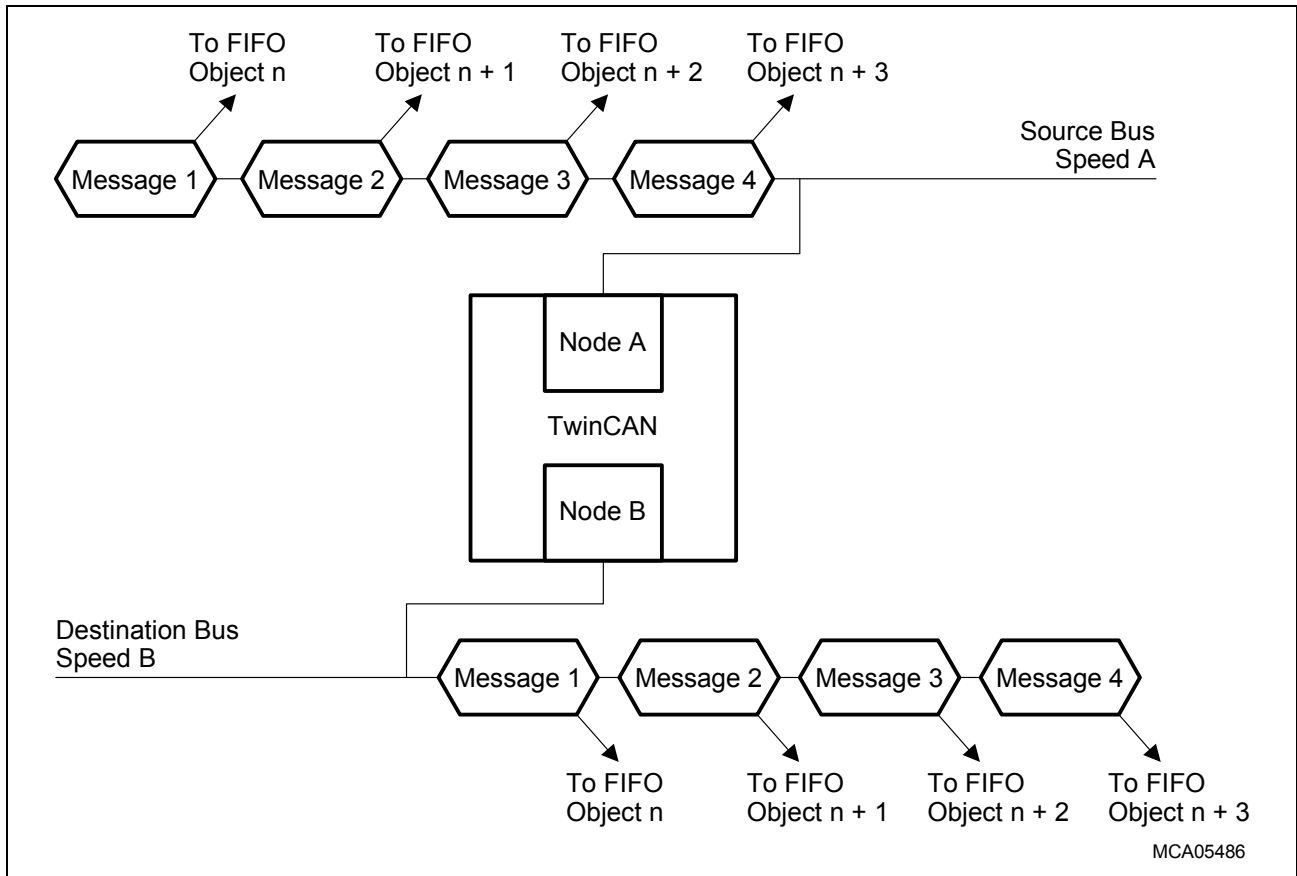 To FIFO
Object n
To FIFO
Object n + 1
To FIFO
Object n + 2
To FIFO
Object n + 3
Source Bus
Speed A
Message 1
Message 2
Message 3
Message 4
Node A
TwinCAN
Node B
Destination Bus
Speed B
Message 1
Message 2
Message 3
Message 4
To FIFO
Object n
To FIFO
Object n + 1
To FIFO
Object n + 2
To FIFO
Object n + 3
MCA05486